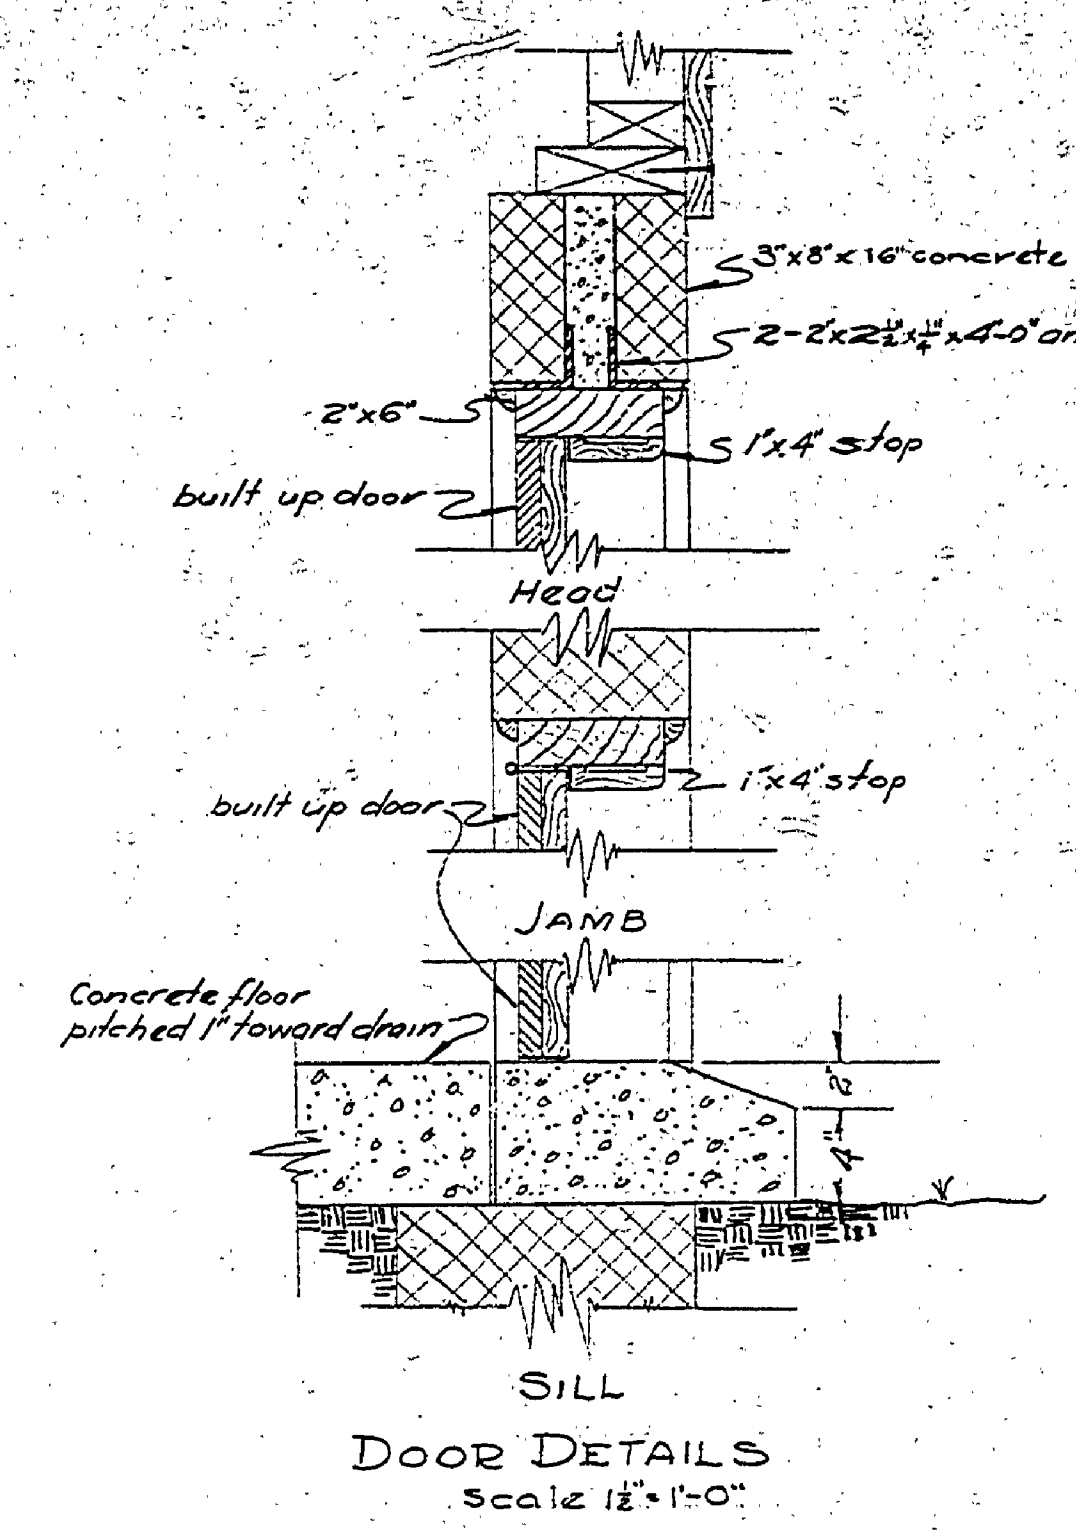 3"x8"x16" concrete
2-2"x2½"x¼"x4'-0"
2"x6"
1"x4" stop
built up door
Head
1"x4" stop
built up door
JAMB
Concrete floor
pitched 1" toward drain
2"
4"
SILL
DOOR DETAILS
Scale 1½"=1'-0"